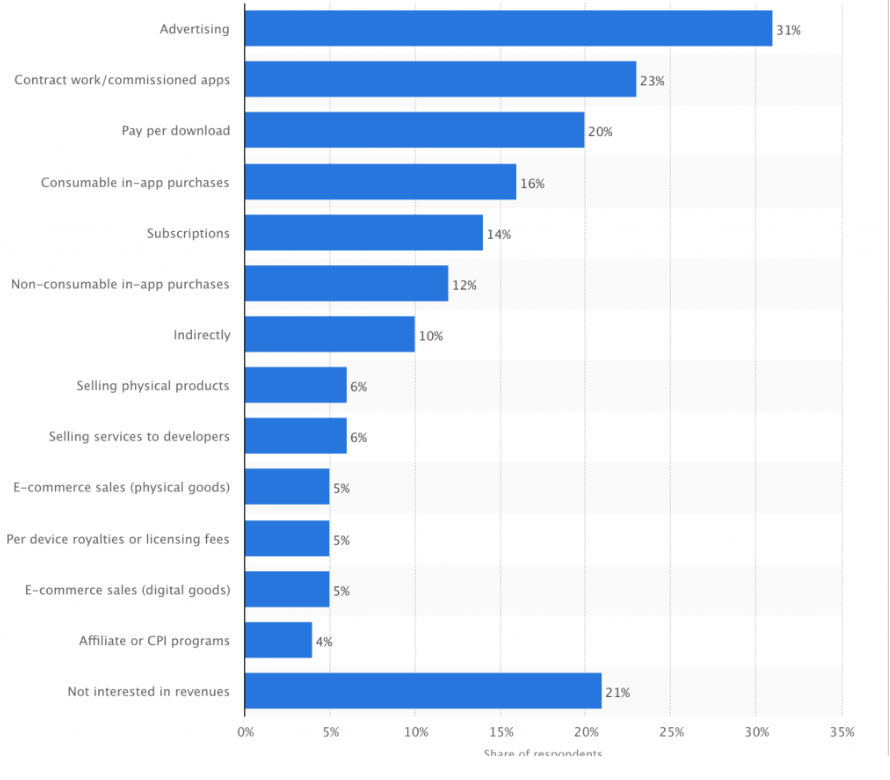 Advertising 31%
Contract work/commissioned apps 23%
Pay per download 20%
Consumable in-app purchases 16%
Subscriptions 14%
Non-consumable in-app purchases 12%
Indirectly 10%
Selling physical products 6%
Selling services to developers 6%
E-commerce sales (physical goods) 5%
Per device royalties or licensing fees 5%
E-commerce sales (digital goods) 5%
Affiliate or CPI programs 4%
Not interested in revenues 21%
0% 5% 10% 15% 20% 25% 30% 35%
Share of respondents